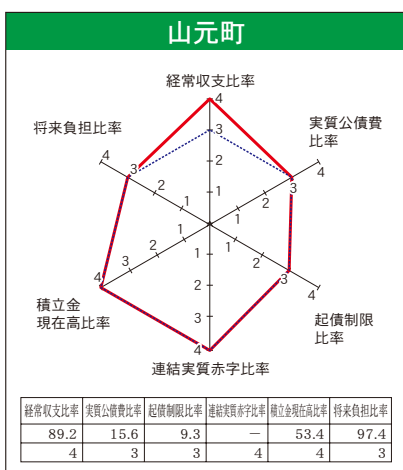 山元町
経常収支比率
4
実質公債費
比率
将来負担比率
4
3
4
3
3
2
2
2
1
1
1
1
1
1
2
2
2
3
3
3
4
4
4
積立金
現在高比率
起債制限
比率
連結実質赤字比率
経常収支比率 実質公債費比率 起債制限比率 連結実質赤字比率 積立金現在高比率 将来負担比率
89.2 15.6 9.3 － 53.4 97.4
4 3 3 4 4 3